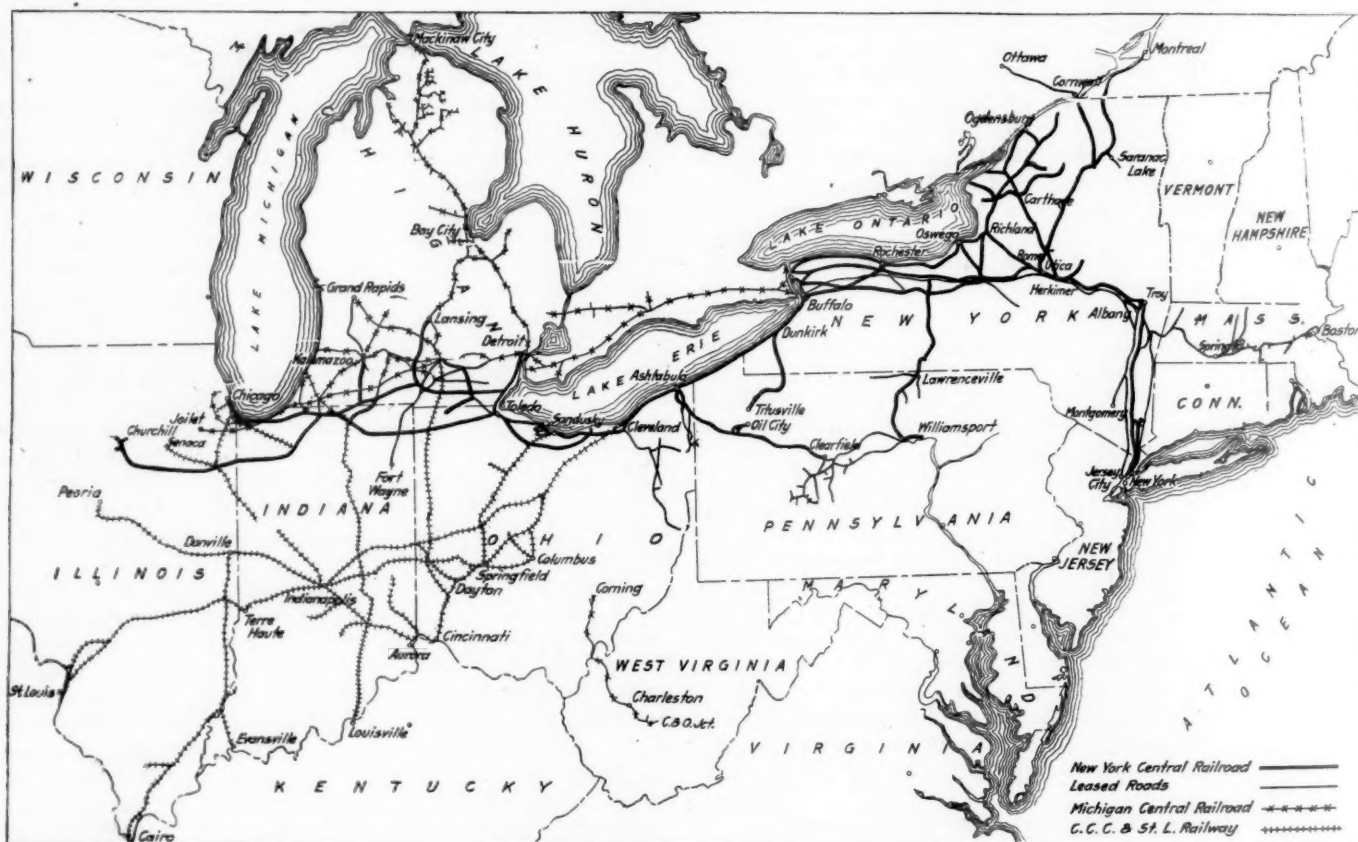 Mackinaw City
LAKE HURON
Montreal
Ottawa
Cornwall
Ogdensburg
Saranac Lake
WISCONSIN
LAKE MICHIGAN
MICHIGAN
VERMONT
NEW HAMPSHIRE
Carthage
LAKE ONTARIO
Oswego
Richland
Bay City
Rochester
Rome
Utica
Herkimer
Grand Rapids
Lansing
Buffalo
Albany
Troy
NEW YORK
MASS.
Boston
Detroit
Dunkirk
Kalamazoo
LAKE ERIE
Ashtabula
Lawrenceville
Chicago
Titusville
Montgomery
CONN.
Toledo
Sandusky
Cleveland
Oil City
Joilet
Churchill
Senaca
Clearfield
Williamsport
Fort Wayne
Jersey City
New York
Peoria
INDIANA
PENNSYLVANIA
ATLANTIC OCEAN
Danville
OHIO
Columbus
NEW JERSEY
ILLINOIS
Springfield
Dayton
Indianapolis
Corning
MARYLAND
Terre Haute
Cincinnati
Aurora
WEST VIRGINIA
St. Louis
Charleston
C. & O. Jct.
Evansville
Louisville
VIRGINIA
KENTUCKY
Cairo
New York Central Railroad
Leased Roads
Michigan Central Railroad
C.C.C. & St. L. Railway